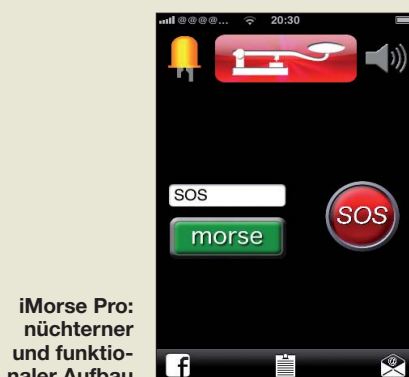 @@@@... 20:30
SOS
SOS
morse
iMorse Pro:
nüchterner
und funktio-
naler Aufbau
f
@